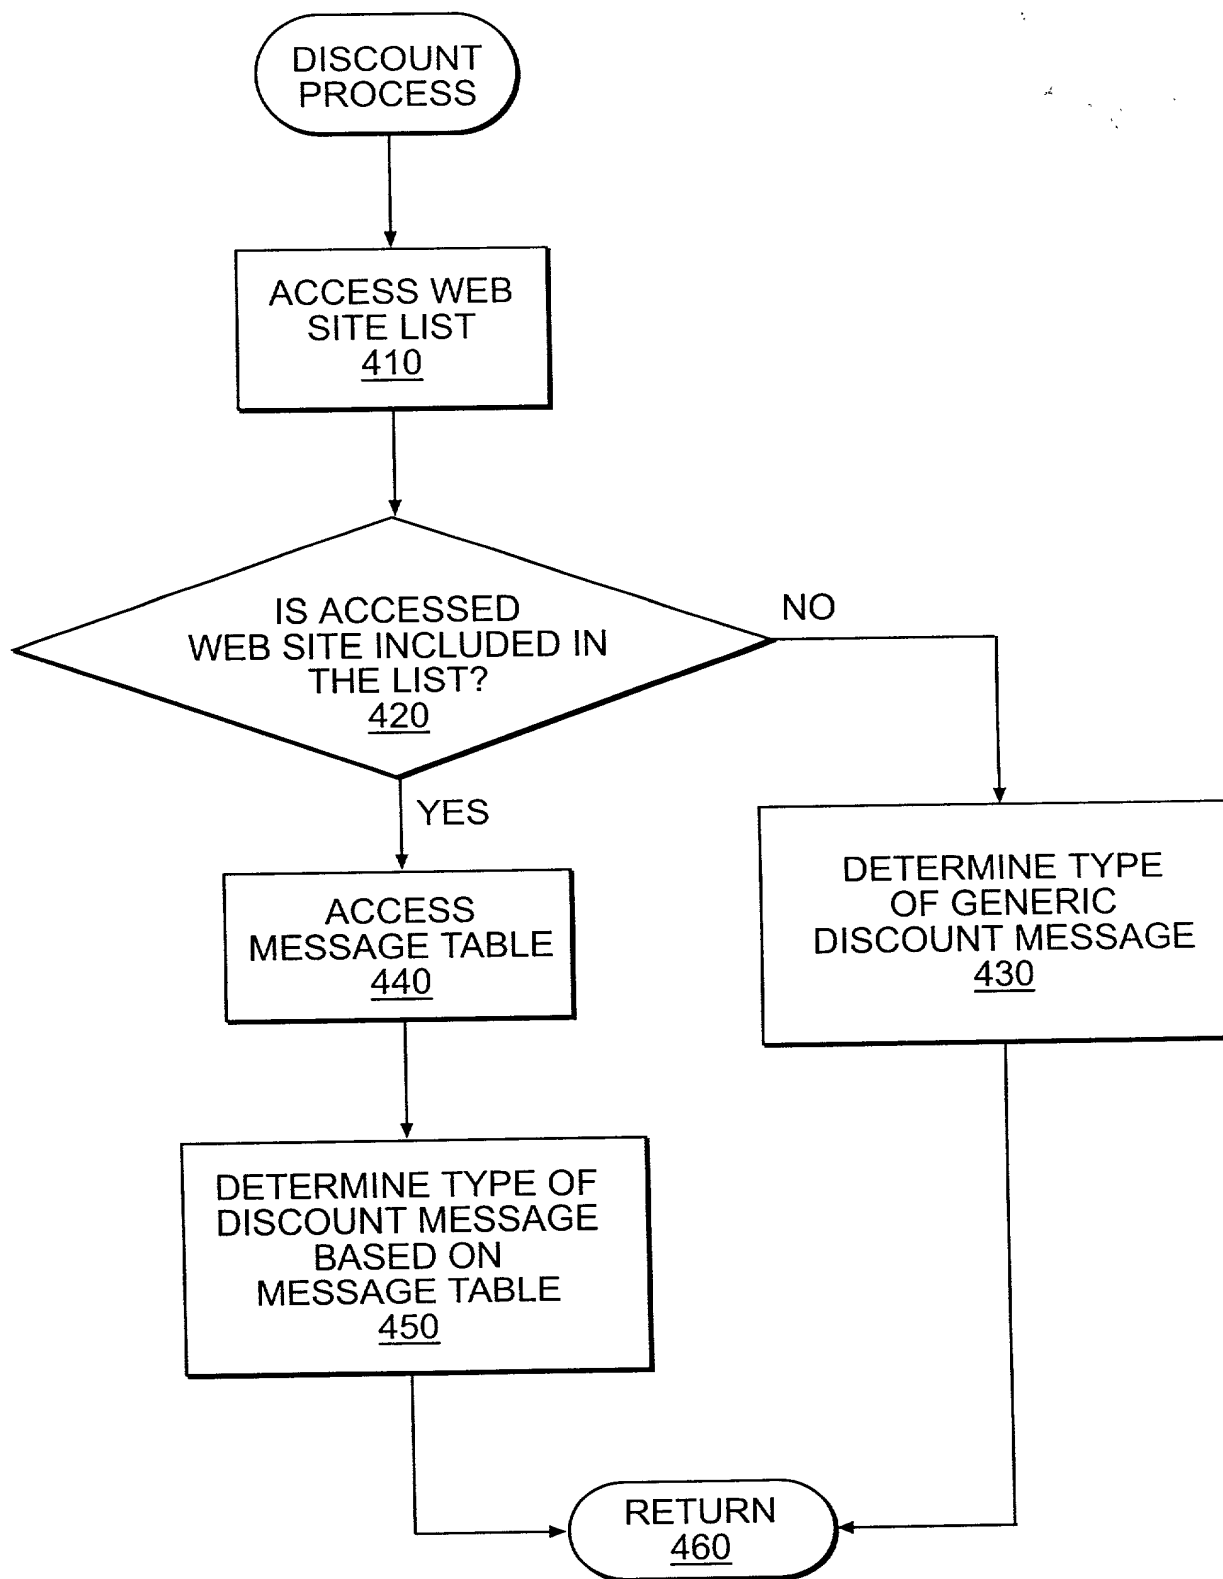 DISCOUNT
PROCESS
ACCESS WEB
SITE LIST
410
IS ACCESSED
WEB SITE INCLUDED IN
THE LIST?
420
NO
YES
ACCESS
MESSAGE TABLE
440
DETERMINE TYPE
OF GENERIC
DISCOUNT MESSAGE
430
DETERMINE TYPE OF
DISCOUNT MESSAGE
BASED ON
MESSAGE TABLE
450
RETURN
460